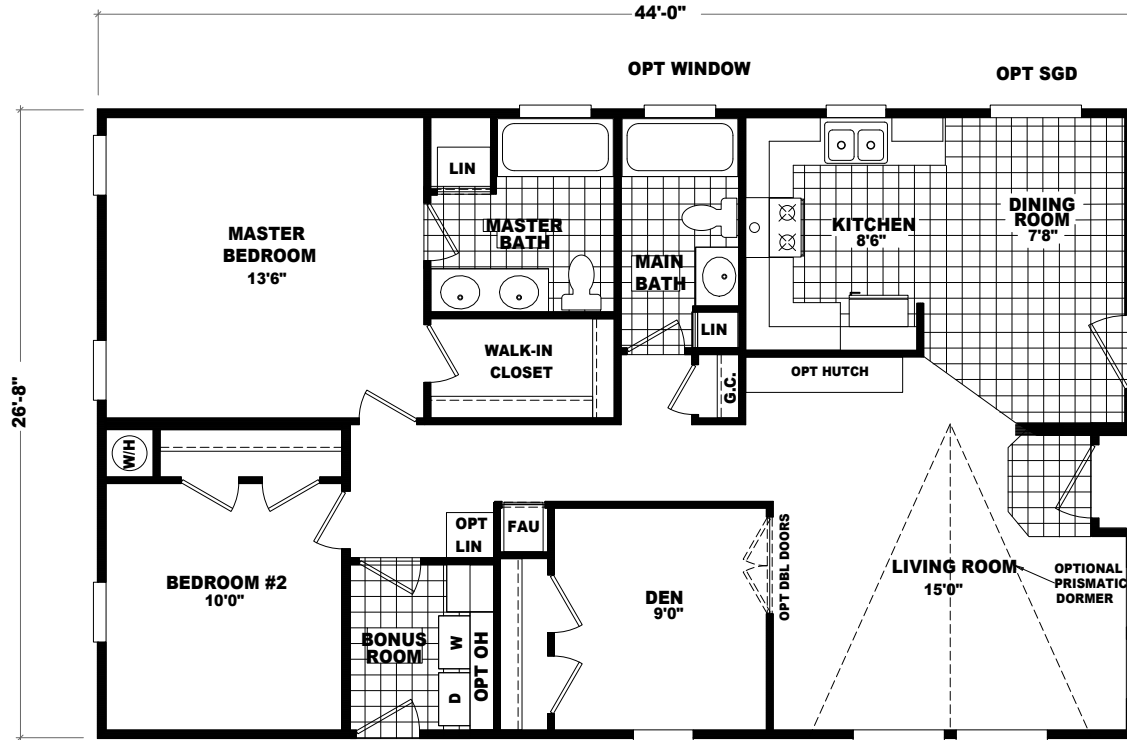 44'-0"
OPT WINDOW
OPT SGD
26'-8"
LIN
MASTER
BEDROOM
13'6"
MASTER
BATH
MAIN
BATH
KITCHEN
8'6"
DINING
ROOM
7'8"
LIN
WALK-IN
CLOSET
G.C.
OPT HUTCH
W/H
OPT
LIN
FAU
BEDROOM #2
10'0"
BONUS
ROOM
W
D
OPT OH
DEN
9'0"
OPT DBL DOORS
LIVING ROOM
15'0"
OPTIONAL
PRISMATIC
DORMER